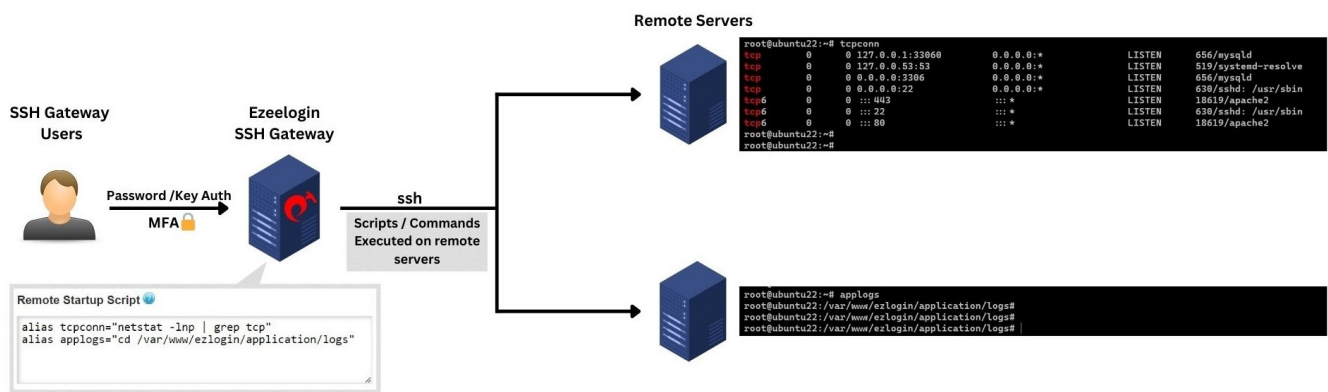 SSH Gateway
Users
Password /Key Auth
MFA
Ezeelogin
SSH Gateway
Remote Startup Script
alias tcpconn="netstat -lnp | grep tcp"
alias applogs="cd /var/www/ezlogin/application/logs"
ssh
Scripts / Commands
Executed on remote
servers
Remote Servers
root@ubuntu22:~# tcpconn
tcp 0 0 127.0.0.1:33060 0.0.0.0:* LISTEN 656/mysqld
tcp 0 0 127.0.0.53:53 0.0.0.0:* LISTEN 519/systemd-resolve
tcp 0 0 0.0.0.0:3306 0.0.0.0:* LISTEN 656/mysqld
tcp 0 0 0.0.0.0:22 0.0.0.0:* LISTEN 630/sshd: /usr/sbin
tcp6 0 0 :::443 :::* LISTEN 18619/apache2
tcp6 0 0 :::22 :::* LISTEN 630/sshd: /usr/sbin
tcp6 0 0 :::80 :::* LISTEN 18619/apache2
root@ubuntu22:~#
root@ubuntu22:~#
root@ubuntu22:~# applogs
root@ubuntu22:/var/www/ezlogin/application/logs#
root@ubuntu22:/var/www/ezlogin/application/logs#
root@ubuntu22:/var/www/ezlogin/application/logs#